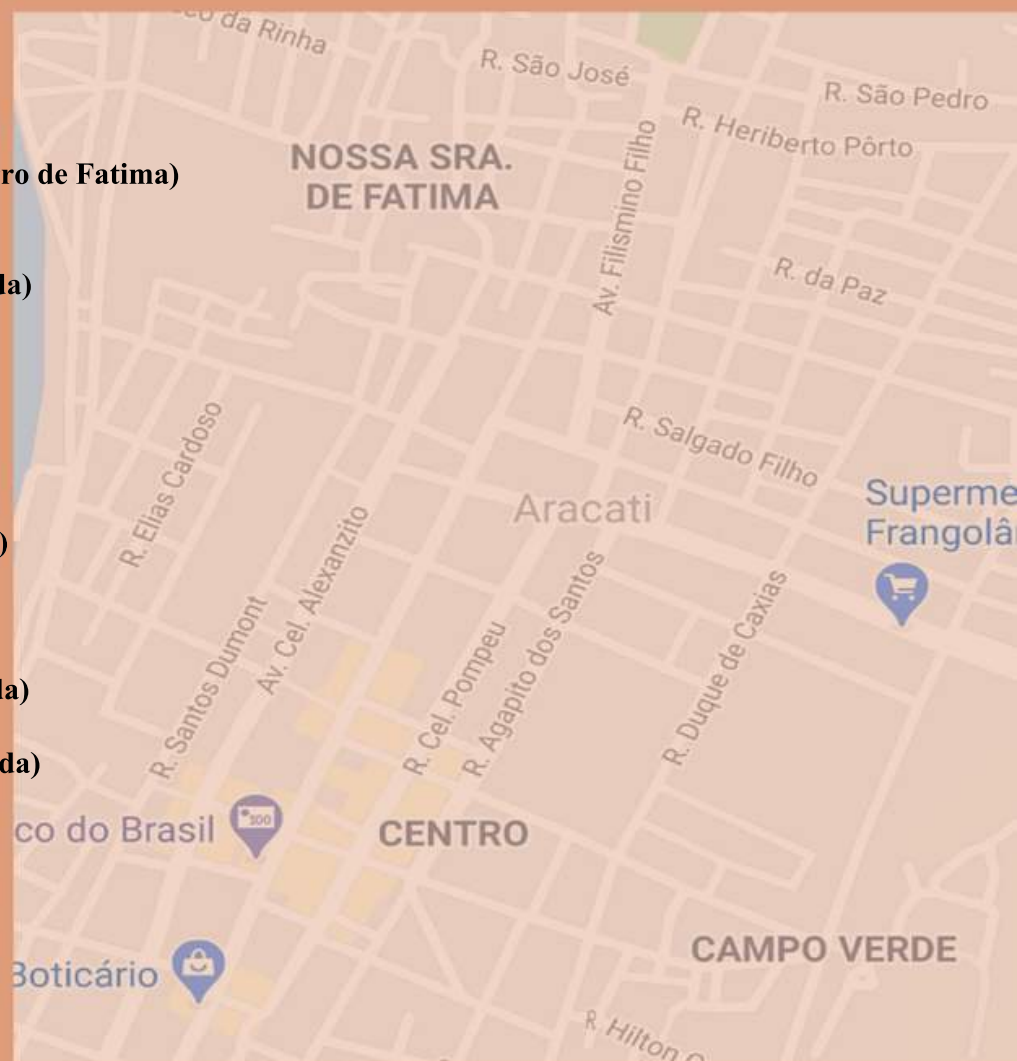 co da Rinha
R. São José
R. São Pedro
R. Heriberto Pôrto
NOSSA SRA.
DE FATIMA
ro de Fatima)
Av. Filismino Filho
R. da Paz
da)
R. Salgado Filho
R. Elias Cardoso
Aracati
Superme
Frangolâ
)
Av. Cel. Alexanzito
R. Santos Dumont
R. Cel. Pompeu
R. Agapito dos Santos
R. Duque de Caxias
da)
da)
co do Brasil
CENTRO
CAMPO VERDE
Boticário
R. Hilton